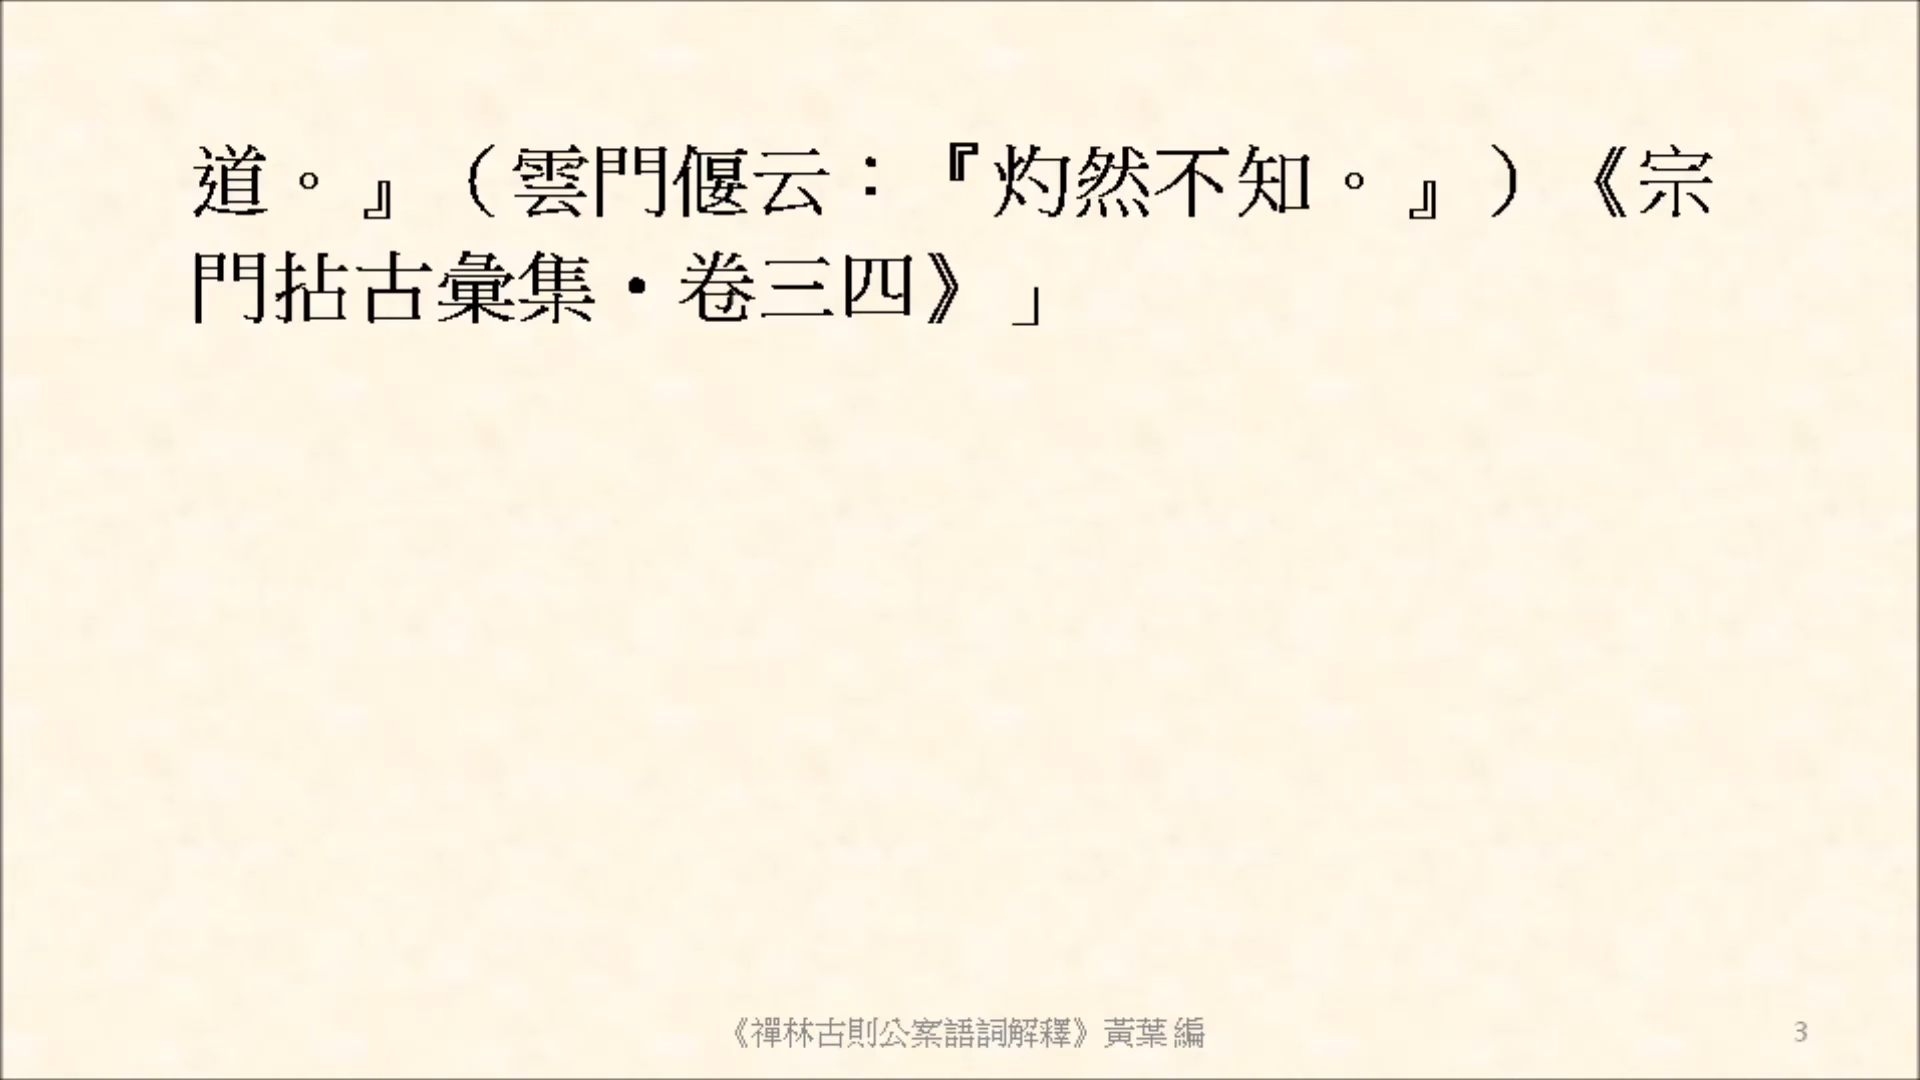 道。』（雲門偃云：『灼然不知。』）《宗
門拈古彙集‧卷三四》」
《禪林古則公案語詞解釋》黃葉 編
3